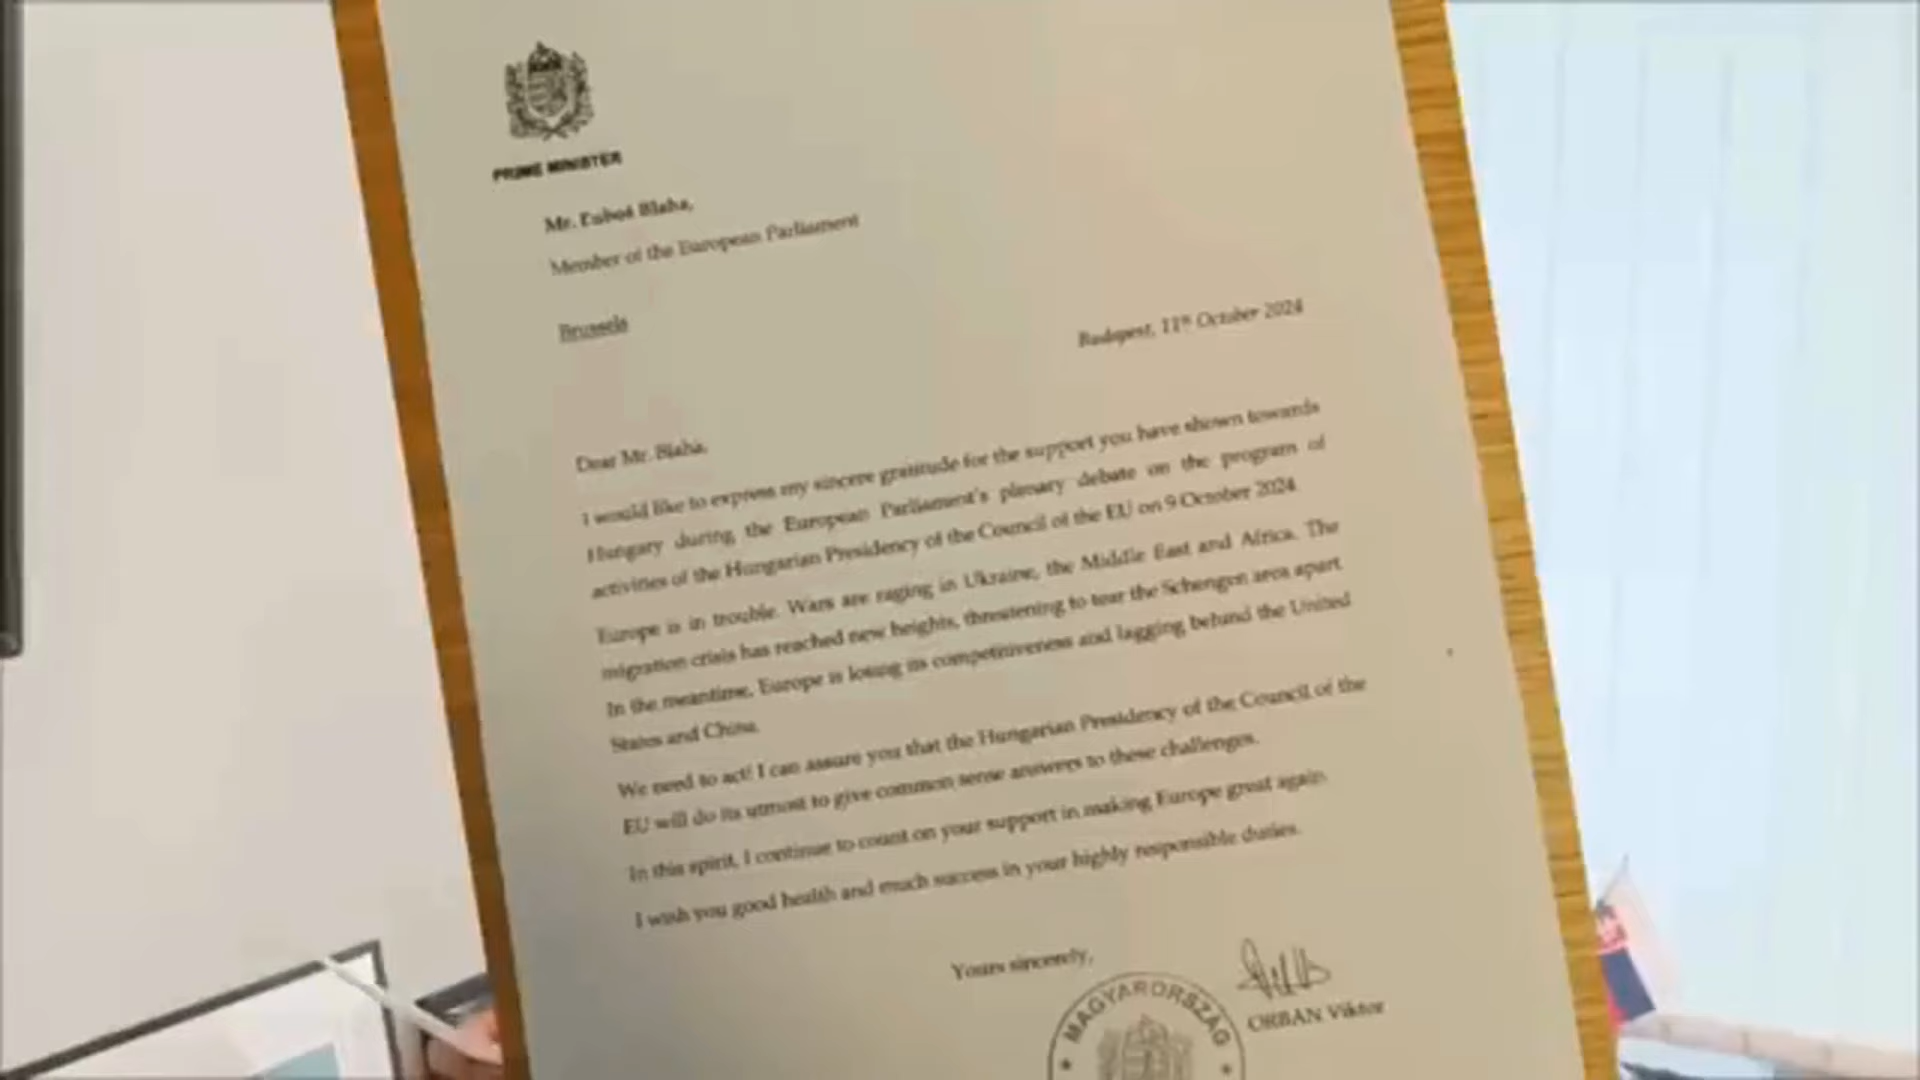 PRIME MINISTER
Mr. Ľuboš Blaha,
Member of the European Parliament
Brussels
Budapest, 11th October 2024
Dear Mr. Blaha,
I would like to express my sincere gratitude for the support you have shown towards
Hungary during the European Parliament's plenary debate on the program of
activities of the Hungarian Presidency of the Council of the EU on 9 October 2024.
Europe is in trouble. Wars are raging in Ukraine, the Middle East and Africa. The
migration crisis has reached new heights, threatening to tear the Schengen area apart.
In the meantime, Europe is losing its competitiveness and lagging behind the United
States and China.
We need to act! I can assure you that the Hungarian Presidency of the Council of the
EU will do its utmost to give common sense answers to these challenges.
In this spirit, I continue to count on your support in making Europe great again.
I wish you good health and much success in your highly responsible duties.
Yours sincerely,
MAGYARORSZÁG
ORBÁN Viktor